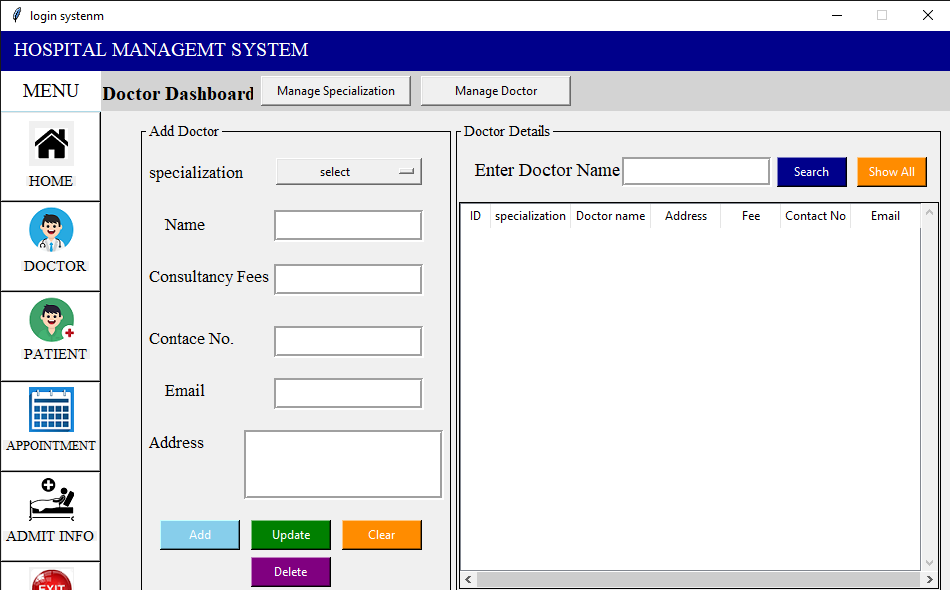 login systenm
HOSPITAL MANAGEMT SYSTEM
MENU
Doctor Dashboard
Manage Specialization
Manage Doctor
HOME
DOCTOR
PATIENT
APPOINTMENT
ADMIT INFO
EXIT
Add Doctor
specialization
select
Name
Consultancy Fees
Contace No.
Email
Address
Add
Update
Clear
Delete
Doctor Details
Enter Doctor Name
Search
Show All
ID specialization Doctor name Address Fee Contact No Email